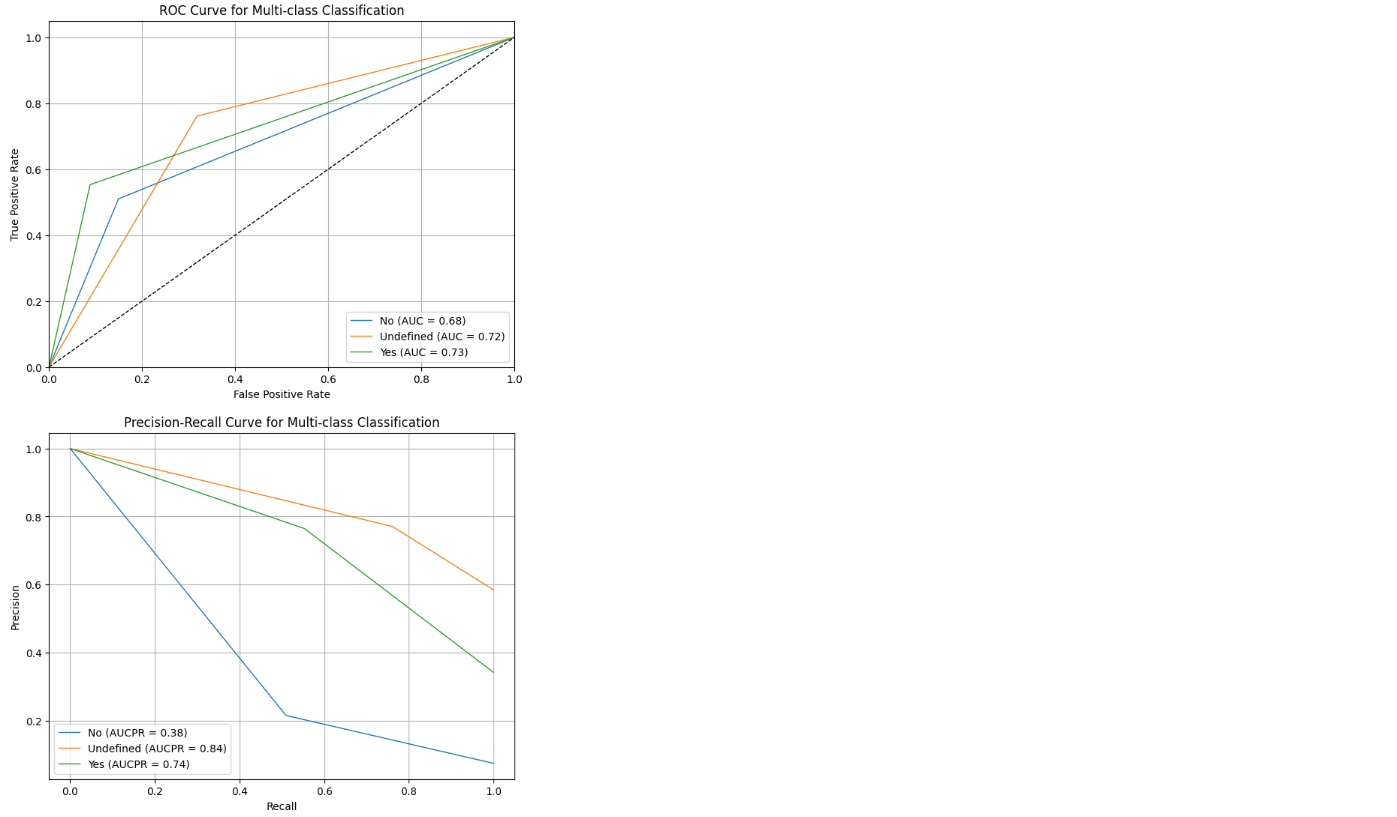 ROC Curve for Multi-class Classification
1.0
0.8
0.6
0.4
0.2
0.0
True Positive Rate
No (AUC = 0.68)
Undefined (AUC = 0.72)
Yes (AUC = 0.73)
0.0 0.2 0.4 0.6 0.8 1.0
False Positive Rate
Precision-Recall Curve for Multi-class Classification
1.0
0.8
0.6
0.4
0.2
Precision
No (AUCPR = 0.38)
Undefined (AUCPR = 0.84)
Yes (AUCPR = 0.74)
0.0 0.2 0.4 0.6 0.8 1.0
Recall